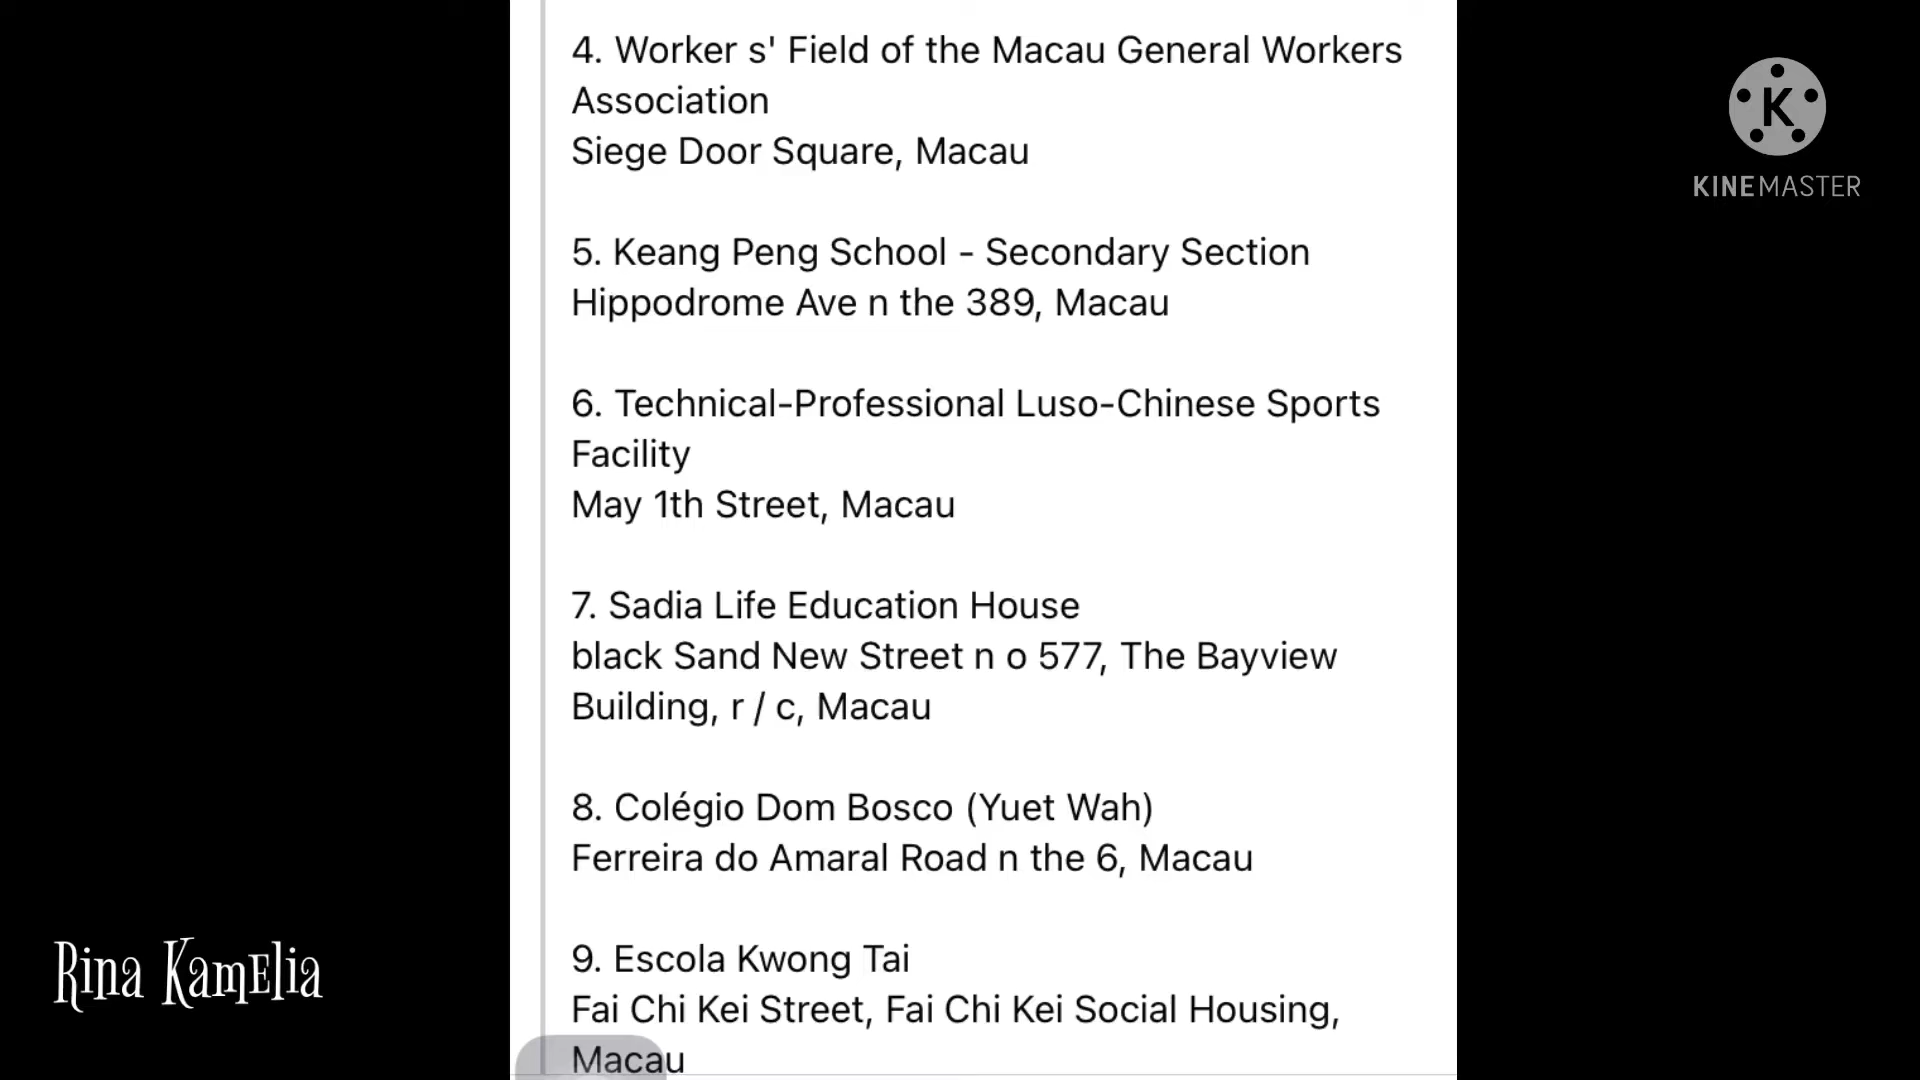 4. Worker s' Field of the Macau General Workers
Association
Siege Door Square, Macau
5. Keang Peng School - Secondary Section
Hippodrome Ave n the 389, Macau
6. Technical-Professional Luso-Chinese Sports
Facility
May 1th Street, Macau
7. Sadia Life Education House
black Sand New Street n o 577, The Bayview
Building, r / c, Macau
8. Colégio Dom Bosco (Yuet Wah)
Ferreira do Amaral Road n the 6, Macau
9. Escola Kwong Tai
Fai Chi Kei Street, Fai Chi Kei Social Housing,
Macau
K
KINEMASTER
Rina Kamelia